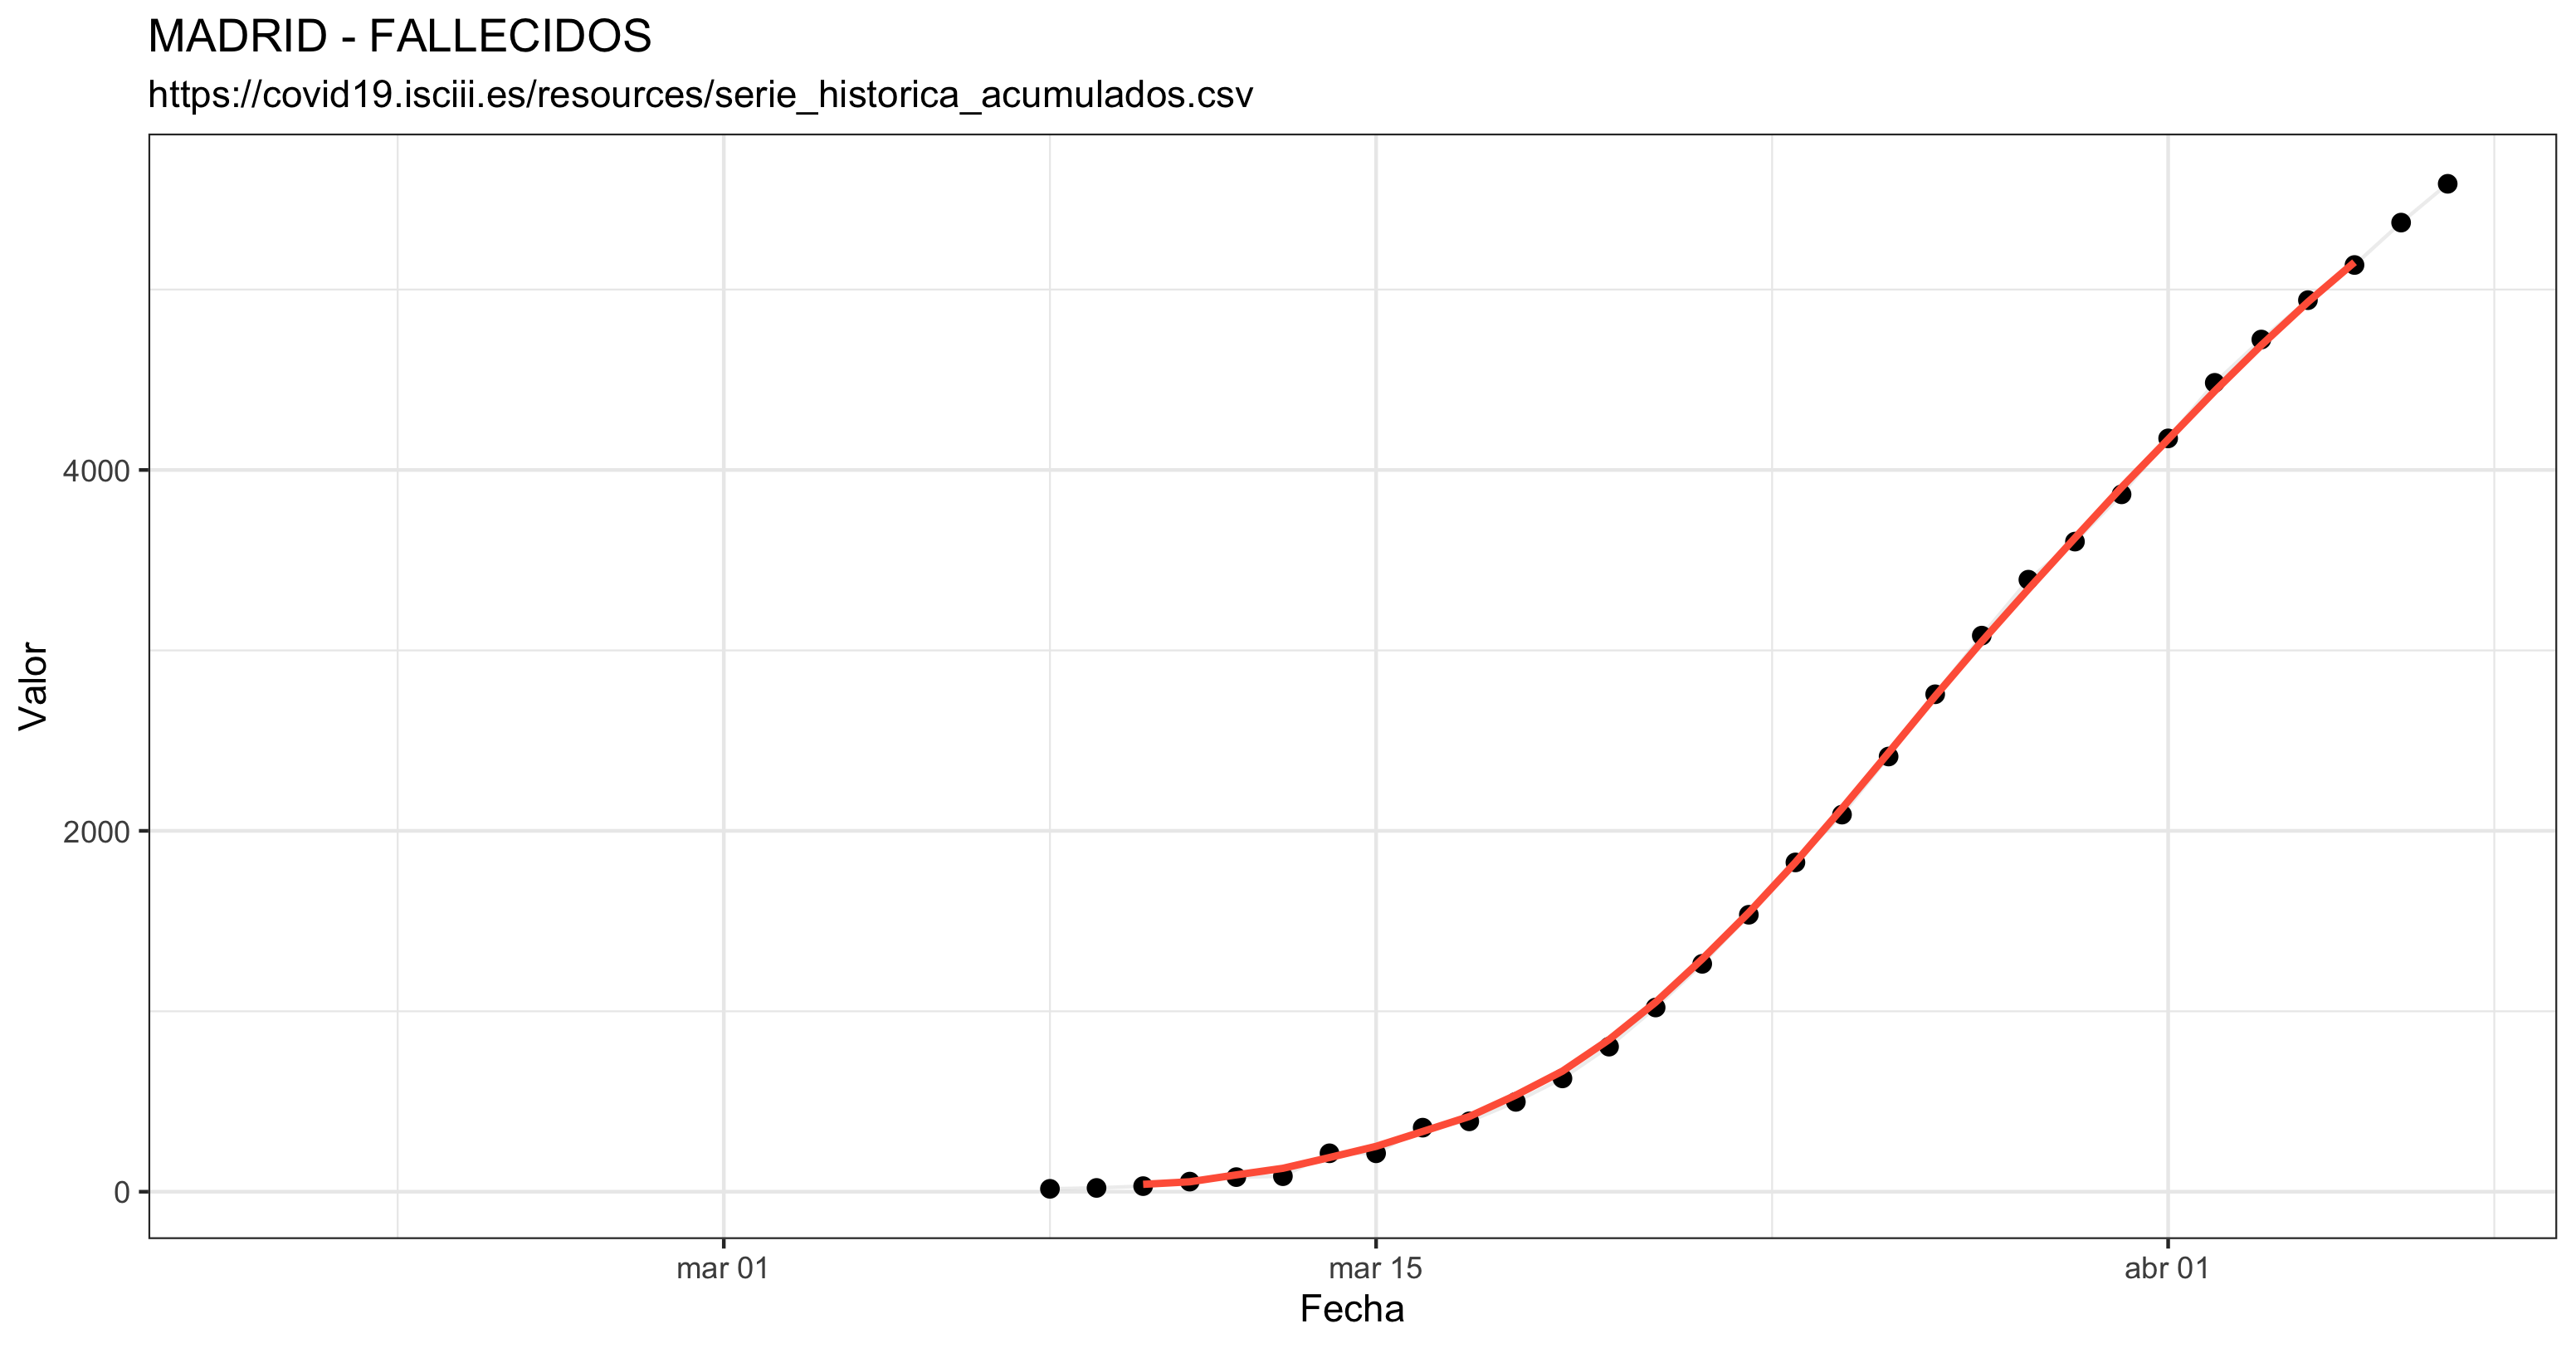 MADRID - FALLECIDOS
https://covid19.isciii.es/resources/serie_historica_acumulados.csv
Valor
4000
2000
0
mar 01
mar 15
abr 01
Fecha